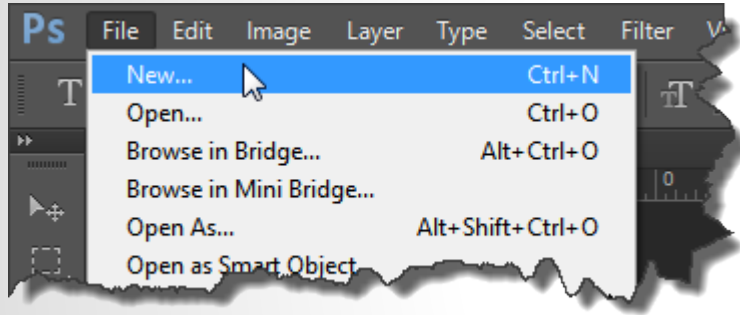 Ps File Edit Image Layer Type Select Filter
T New... Ctrl+N T
Open... Ctrl+O
Browse in Bridge... Alt+Ctrl+O
Browse in Mini Bridge... 0
Open As... Alt+Shift+Ctrl+O
Open as Smart Object